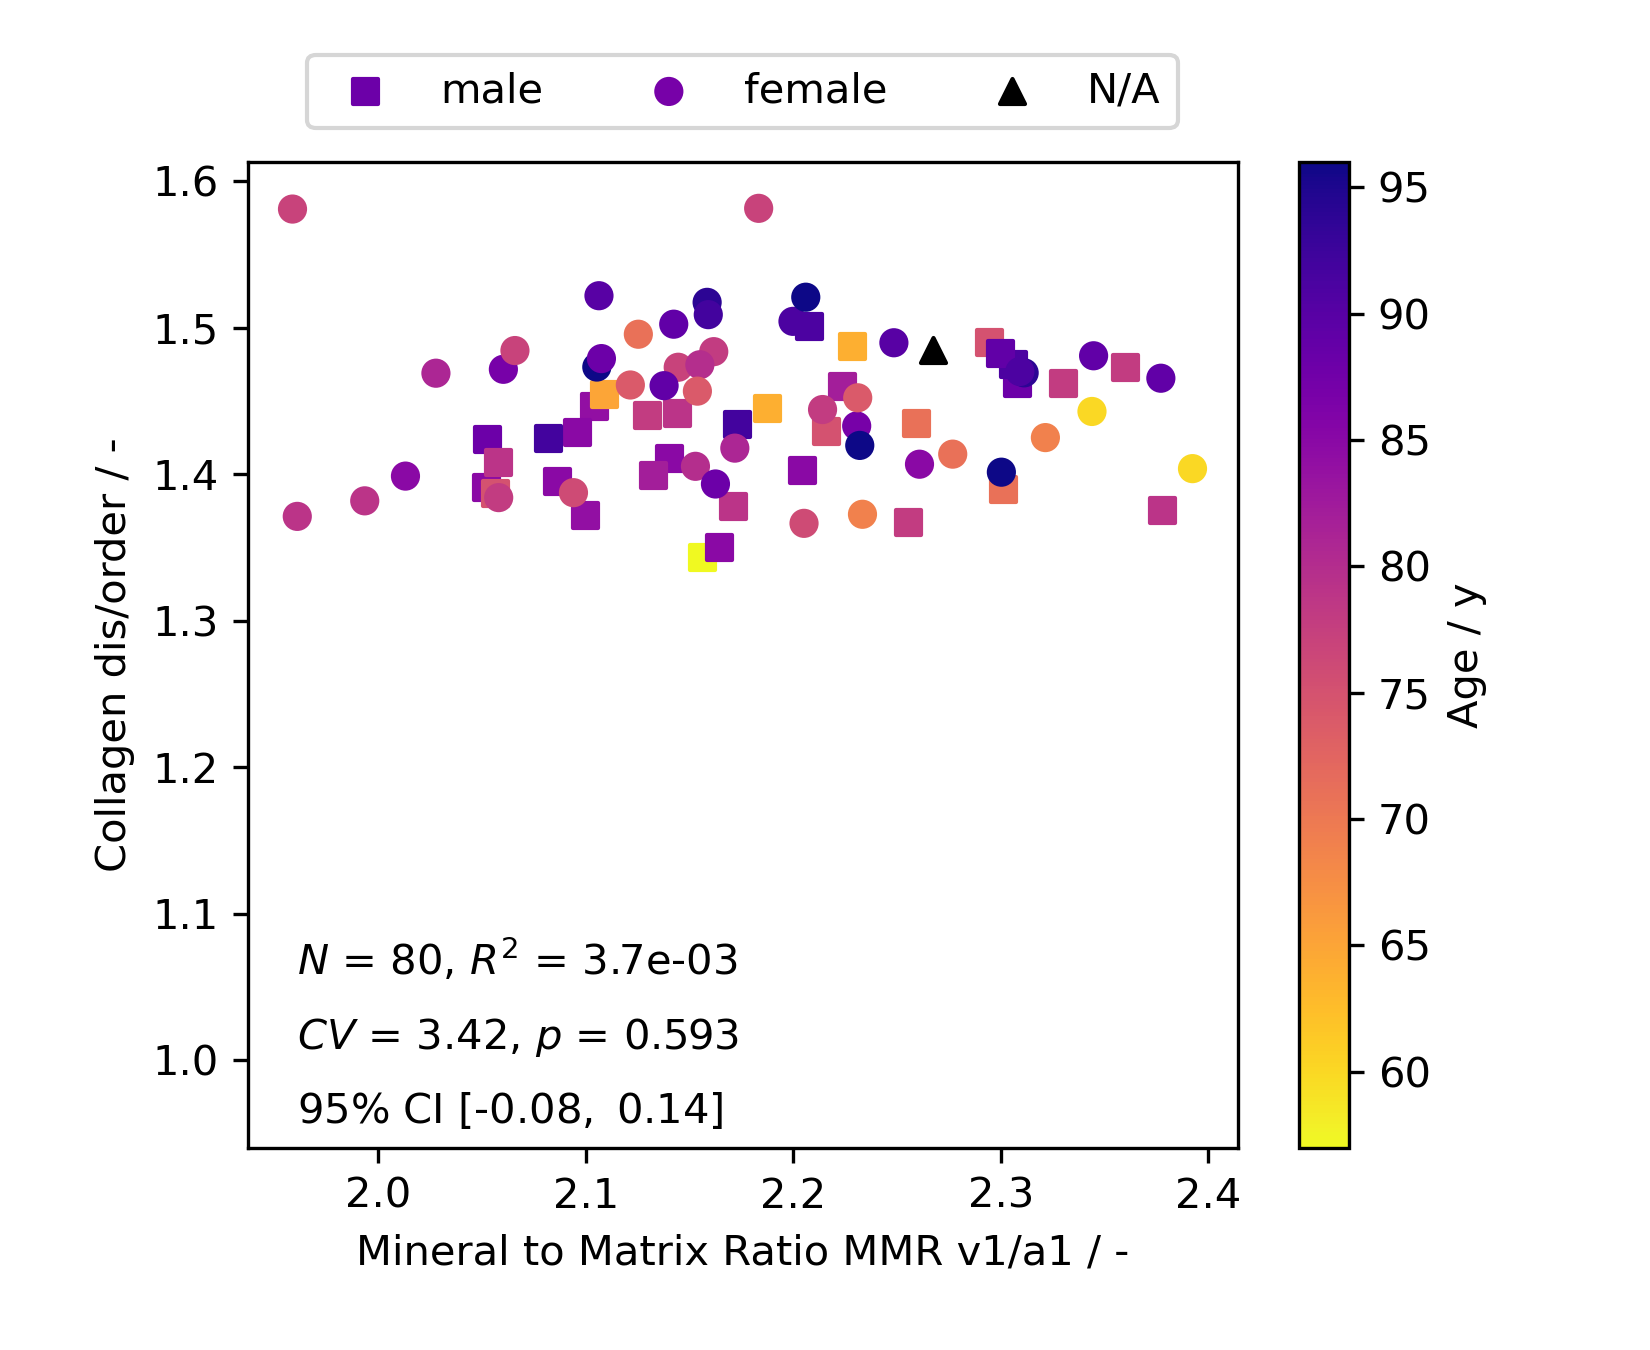 male female N/A
1.6
1.5
1.4
1.3
1.2
1.1
1.0
Collagen dis/order / -
N = 80, R² = 3.7e-03
CV = 3.42, p = 0.593
95% CI [-0.08, 0.14]
2.0 2.1 2.2 2.3 2.4
Mineral to Matrix Ratio MMR v1/a1 / -
95
90
85
80
75
70
65
60
Age / y